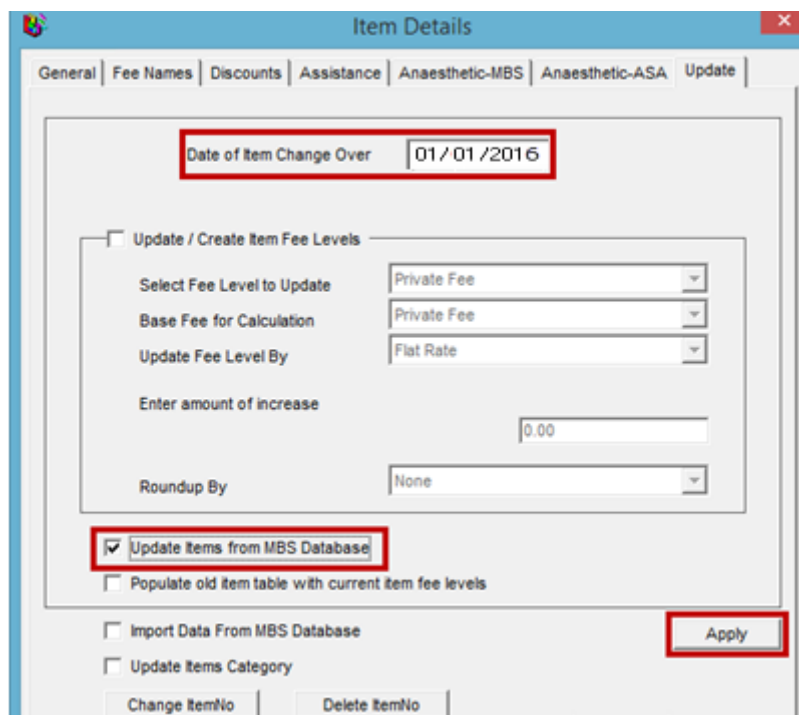 Item Details
General Fee Names Discounts Assistance Anaesthetic-MBS Anaesthetic-ASA Update
Date of Item Change Over 01/01/2016
Update / Create Item Fee Levels
Select Fee Level to Update Private Fee
Base Fee for Calculation Private Fee
Update Fee Level By Flat Rate
Enter amount of increase
0.00
Roundup By None
Update Items from MBS Database
Populate old item table with current item fee levels
Import Data From MBS Database
Apply
Update Items Category
Change ItemNo Delete ItemNo